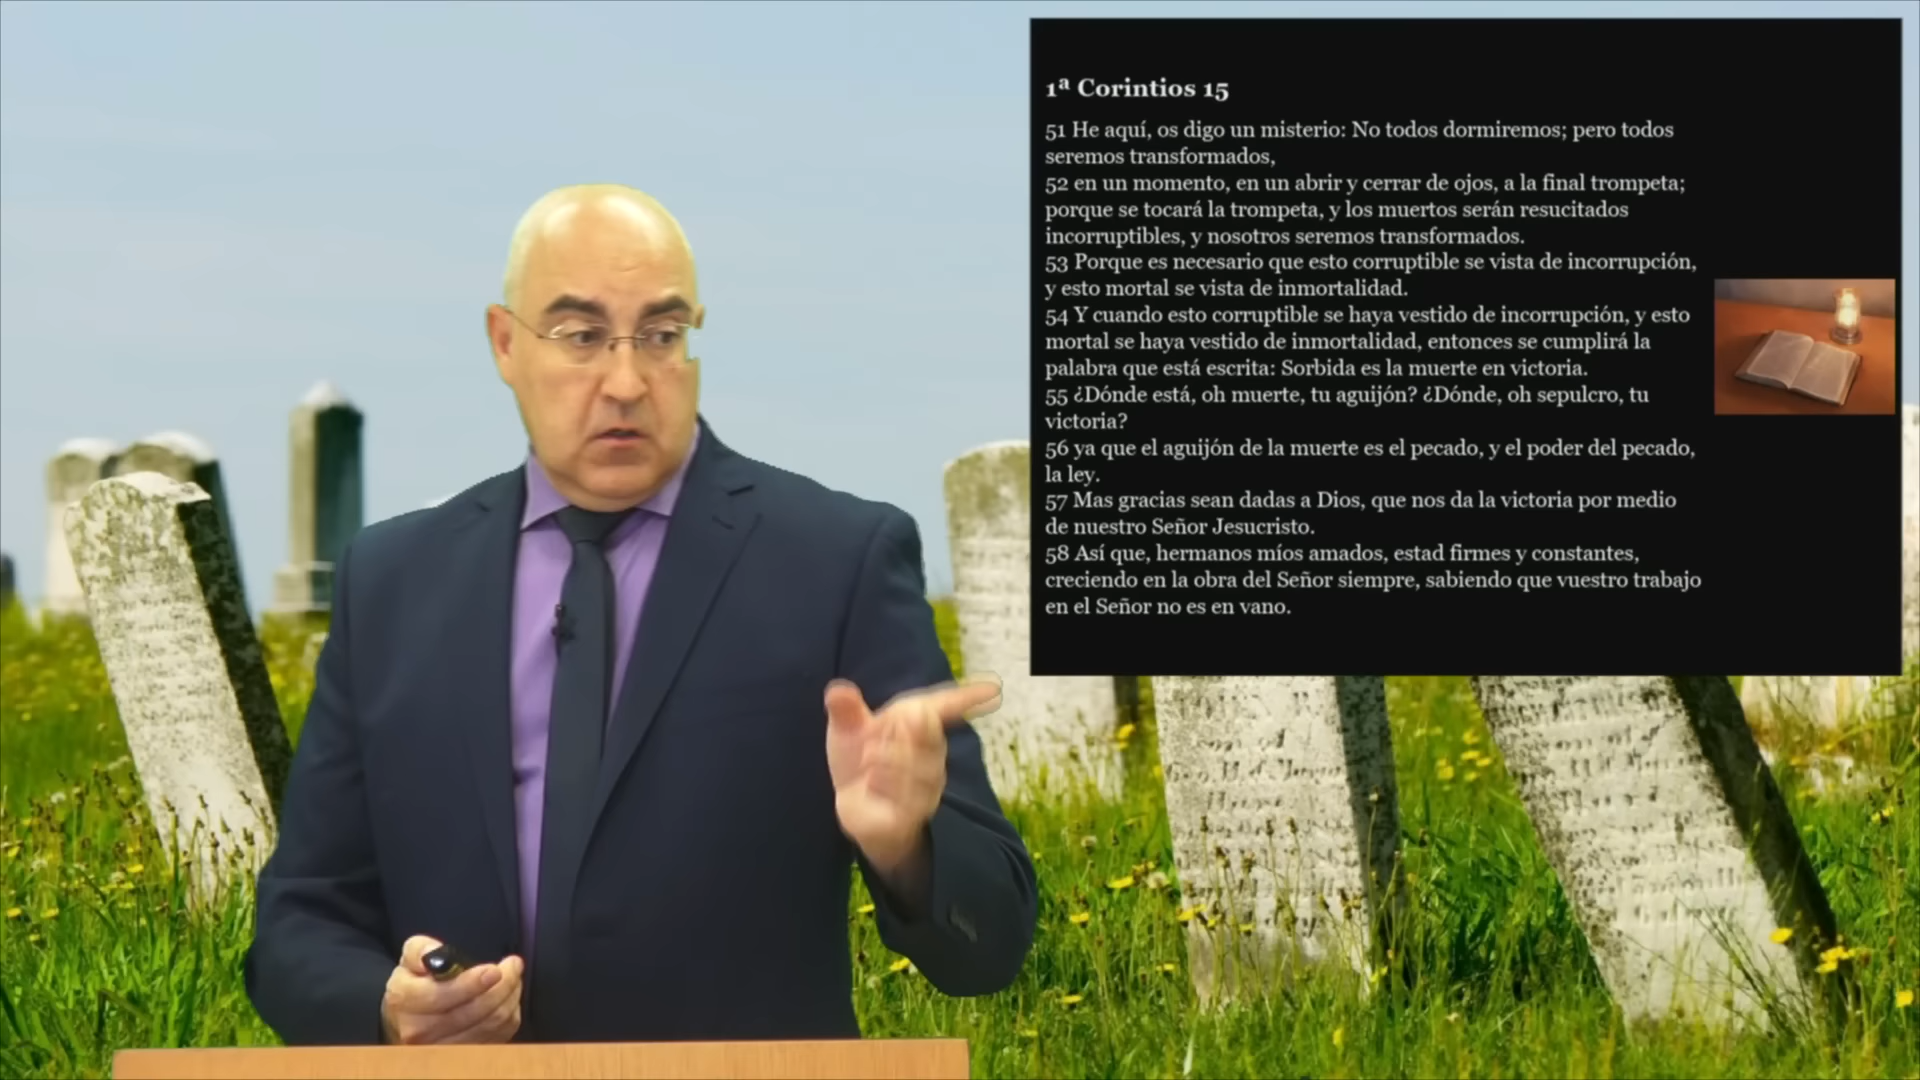 1ª Corintios 15
51 He aquí, os digo un misterio: No todos dormiremos; pero todos
seremos transformados,
52 en un momento, en un abrir y cerrar de ojos, a la final trompeta;
porque se tocará la trompeta, y los muertos serán resucitados
incorruptibles, y nosotros seremos transformados.
53 Porque es necesario que esto corruptible se vista de incorrupción,
y esto mortal se vista de inmortalidad.
54 Y cuando esto corruptible se haya vestido de incorrupción, y esto
mortal se haya vestido de inmortalidad, entonces se cumplirá la
palabra que está escrita: Sorbida es la muerte en victoria.
55 ¿Dónde está, oh muerte, tu aguijón? ¿Dónde, oh sepulcro, tu
victoria?
56 ya que el aguijón de la muerte es el pecado, y el poder del pecado,
la ley.
57 Mas gracias sean dadas a Dios, que nos da la victoria por medio
de nuestro Señor Jesucristo.
58 Así que, hermanos míos amados, estad firmes y constantes,
creciendo en la obra del Señor siempre, sabiendo que vuestro trabajo
en el Señor no es en vano.